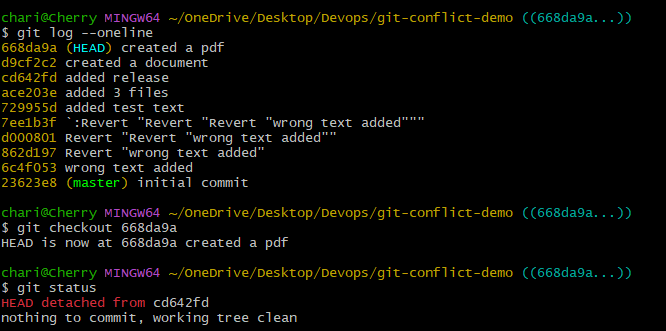 chari@Cherry MINGW64 ~/OneDrive/Desktop/Devops/git-conflict-demo ((668da9a...))
$ git log --oneline
668da9a (HEAD) created a pdf
d9cf2c2 created a document
cd642fd added release
ace203e added 3 files
729955d added test text
7ee1b3f `:Revert "Revert "Revert "wrong text added"""
d000801 Revert "Revert "wrong text added""
862d197 Revert "wrong text added"
6c4f053 wrong text added
23623e8 (master) initial commit
chari@Cherry MINGW64 ~/OneDrive/Desktop/Devops/git-conflict-demo ((668da9a...))
$ git checkout 668da9a
HEAD is now at 668da9a created a pdf
chari@Cherry MINGW64 ~/OneDrive/Desktop/Devops/git-conflict-demo ((668da9a...))
$ git status
HEAD detached from cd642fd
nothing to commit, working tree clean